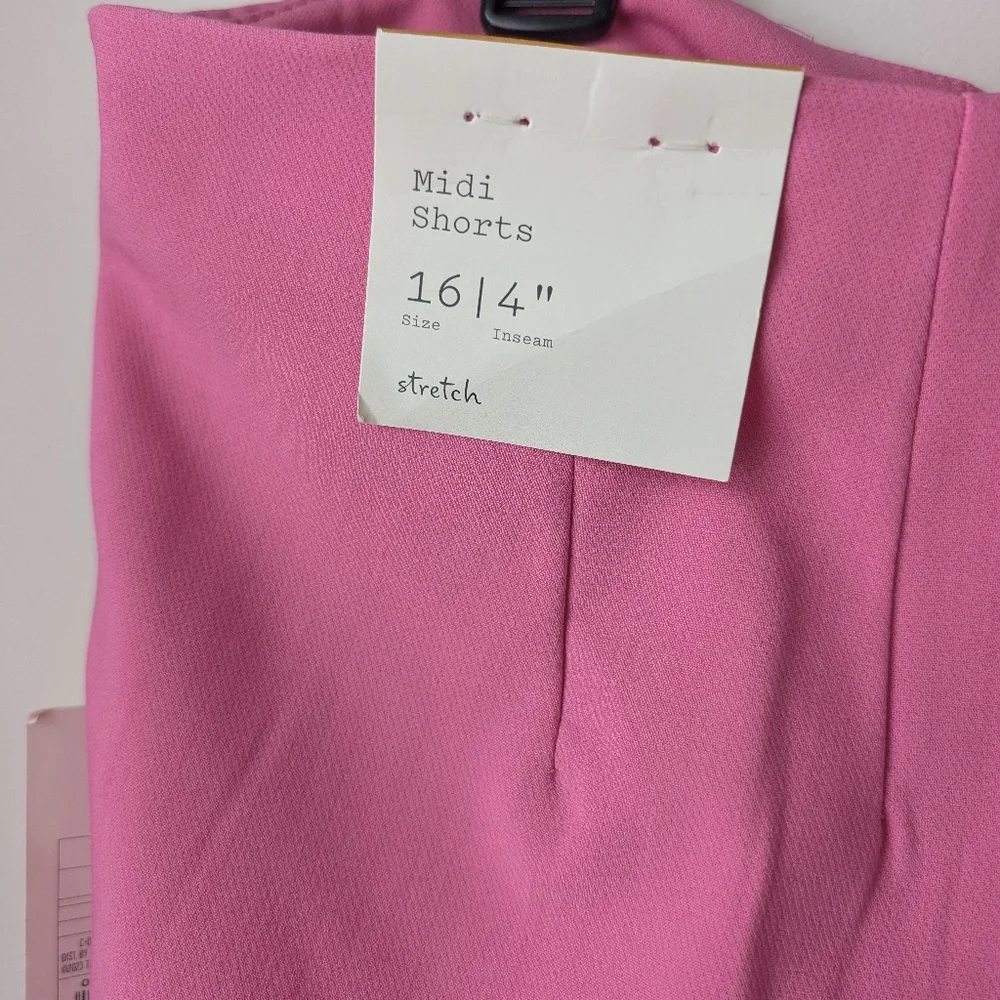 Midi
Shorts
16|4"
Size Inseam
stretch